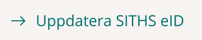 → Uppdatera SITHS eID